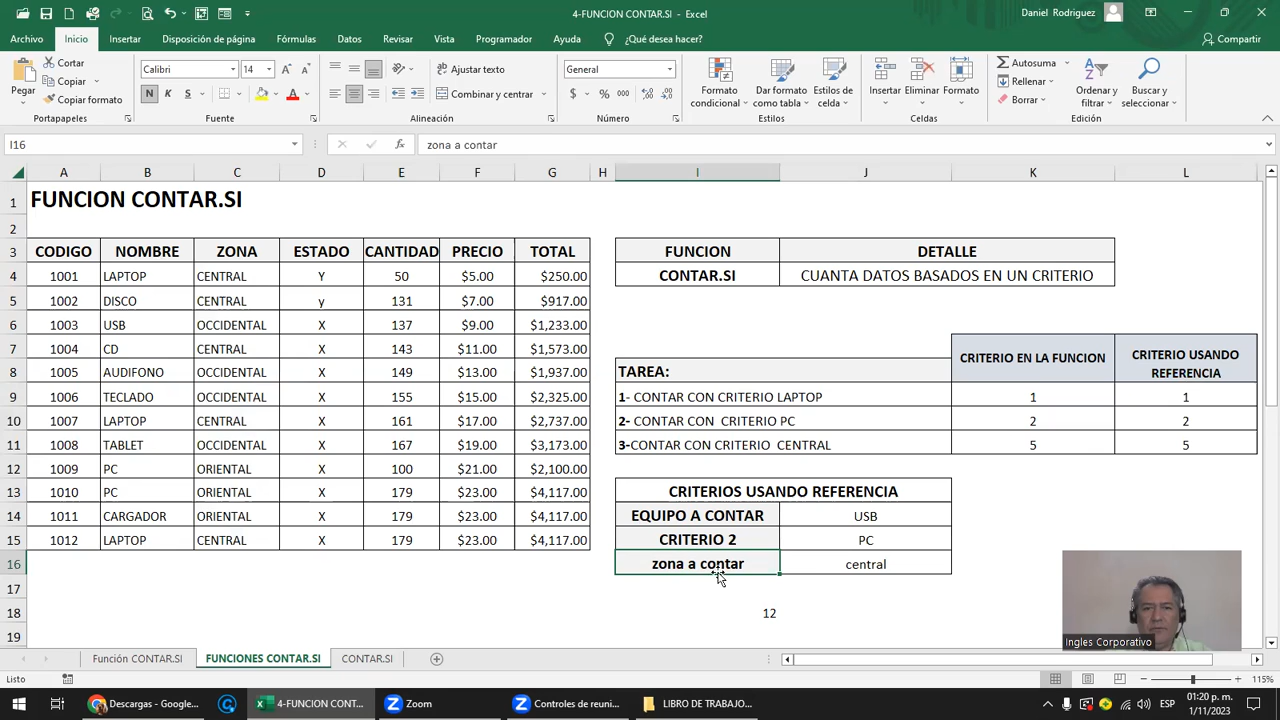 4-FUNCION CONTAR.SI - Excel
Daniel Rodriguez
Archivo Inicio Insertar Disposición de página Fórmulas Datos Revisar Vista Programador Ayuda ¿Qué desea hacer? Compartir
Pegar
Cortar
Copiar
Copiar formato
Portapapeles
Calibri 14
N K S
Fuente
Ajustar texto
Combinar y centrar
Alineación
General
$ % 000
Número
Formato condicional
Dar formato como tabla
Estilos de celda
Estilos
Insertar Eliminar Formato
Celdas
Autosuma
Rellenar
Borrar
Ordenar y filtrar
Buscar y seleccionar
Edición
I16 zona a contar
A B C D E F G H I J K L
1 FUNCION CONTAR.SI
2
3 CODIGO NOMBRE ZONA ESTADO CANTIDAD PRECIO TOTAL FUNCION DETALLE
4 1001 LAPTOP CENTRAL Y 50 $5.00 $250.00 CONTAR.SI CUANTA DATOS BASADOS EN UN CRITERIO
5 1002 DISCO CENTRAL y 131 $7.00 $917.00
6 1003 USB OCCIDENTAL X 137 $9.00 $1,233.00
7 1004 CD CENTRAL X 143 $11.00 $1,573.00 CRITERIO EN LA FUNCION CRITERIO USANDO REFERENCIA
8 1005 AUDIFONO OCCIDENTAL X 149 $13.00 $1,937.00 TAREA:
9 1006 TECLADO OCCIDENTAL X 155 $15.00 $2,325.00 1- CONTAR CON CRITERIO LAPTOP 1 1
10 1007 LAPTOP CENTRAL X 161 $17.00 $2,737.00 2- CONTAR CON CRITERIO PC 2 2
11 1008 TABLET OCCIDENTAL X 167 $19.00 $3,173.00 3-CONTAR CON CRITERIO CENTRAL 5 5
12 1009 PC ORIENTAL X 100 $21.00 $2,100.00
13 1010 PC ORIENTAL X 179 $23.00 $4,117.00 CRITERIOS USANDO REFERENCIA
14 1011 CARGADOR ORIENTAL X 179 $23.00 $4,117.00 EQUIPO A CONTAR USB
15 1012 LAPTOP CENTRAL X 179 $23.00 $4,117.00 CRITERIO 2 PC
16 zona a contar central
17
18 12
19
Ingles Corporativo
Función CONTAR.SI FUNCIONES CONTAR.SI CONTAR.SI
Listo 115%
Descargas - Google... 4-FUNCION CONT... Zoom Controles de reuni... LIBRO DE TRABAJO... ESP 01:20 p. m.
1/11/2023